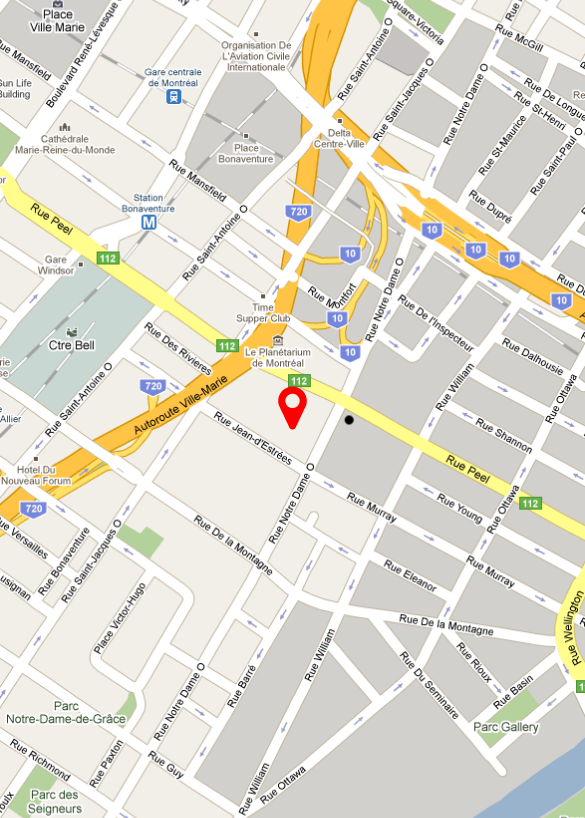 Place
Ville Marie
Square-Victoria
Rue McGill
Rue Mansfield
Boulevard René-Lévesque
Organisation De
L'Aviation Civile
Internationale
Rue Saint-Antoine O
Rue Saint-Jacques O
Rue Notre Dame O
Rue De Longue
Rue St-Henri
Sun Life
Building
Gare centrale
de Montréal
Cathédrale
Marie-Reine-du-Monde
Delta
Centre-Ville
Rue St-Maurice
Rue Saint-Paul
Place
Bonaventure
Rue Mansfield
Rue Dupré
Rue Peel
Station
Bonaventure
M
720
10
10
10
10
Rue Saint-Antoine O
112
Gare
Windsor
Rue Montfort
Rue Notre Dame O
10
Rue De l'Inspecteur
Time
Supper Club
10
Rue Des Rivieres
Ctre Bell
112
Le Planétarium
de Montréal
10
Rue Dalhousie
Rue William
Rue Ottawa
Rue Saint-Antoine O
720
112
Autoroute Ville-Marie
Allier
Rue Jean-d'Estrées
Rue Shannon
Rue Peel
Hotel Du
Nouveau Forum
720
Rue Notre Dame O
Rue Murray
Rue Young
Rue Ottawa
112
Rue Versailles
Rue Bonaventure
Rue Saint-Jacques O
Rue De la Montagne
Rue Eleanor
Rue Murray
Lusignan
Place Victor-Hugo
Rue De la Montagne
Rue Wellington
Rue William
Rue Barré
Rue Du Séminaire
Rue Rioux
Rue Basin
Rue Notre Dame O
Parc
Notre-Dame-de-Grâce
Parc Gallery
Rue Richmond
Rue Paxton
Rue Guy
Rue William
Rue Ottawa
Parc des
Seigneurs